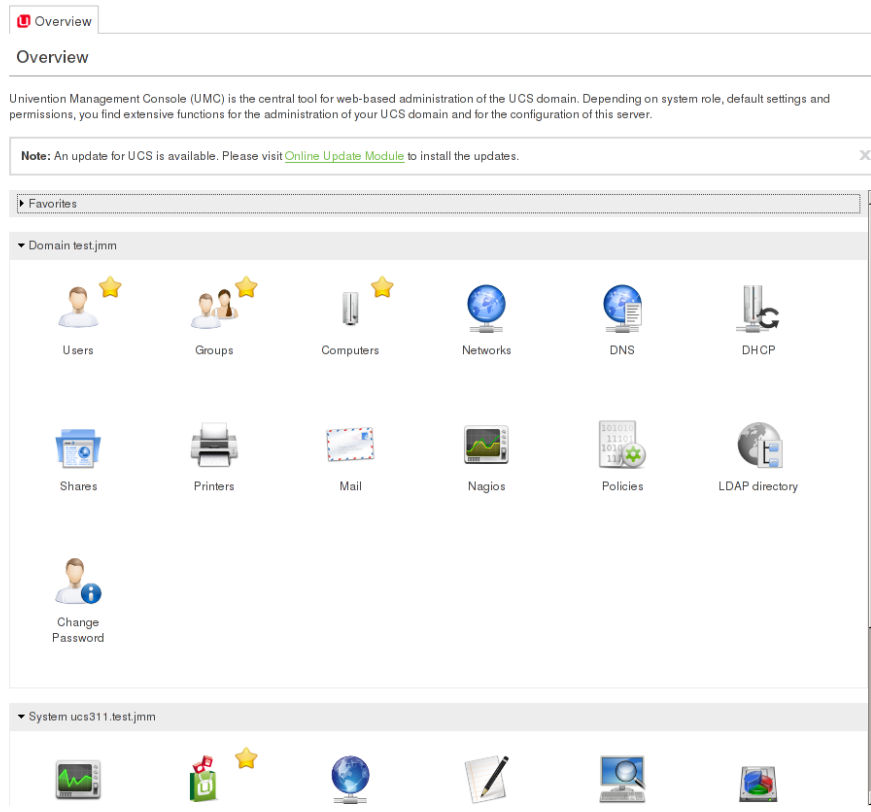 Overview
Overview
Univention Management Console (UMC) is the central tool for web-based administration of the UCS domain. Depending on system role, default settings and
permissions, you find extensive functions for the administration of your UCS domain and for the configuration of this server.
Note: An update for UCS is available. Please visit Online Update Module to install the updates.
Favorites
Domain test.jmm
Users Groups Computers Networks DNS DHCP
Shares Printers Mail Nagios Policies LDAP directory
Change
Password
System ucs311.test.jmm